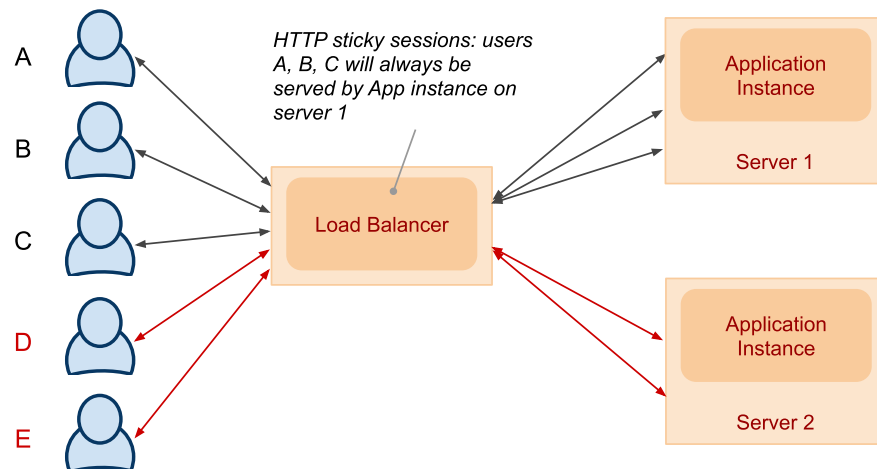 A
B
C
D
E
HTTP sticky sessions: users
A, B, C will always be
served by App instance on
server 1
Load Balancer
Application
Instance
Server 1
Application
Instance
Server 2